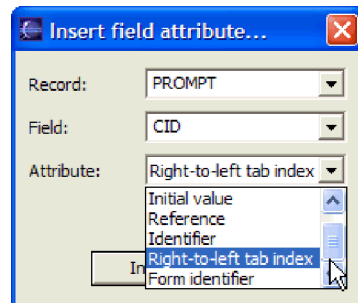 Insert field attribute...
Record: PROMPT
Field: CID
Attribute: Right-to-left tab index
Initial value
Reference
Identifier
Right-to-left tab index
In
Form identifier